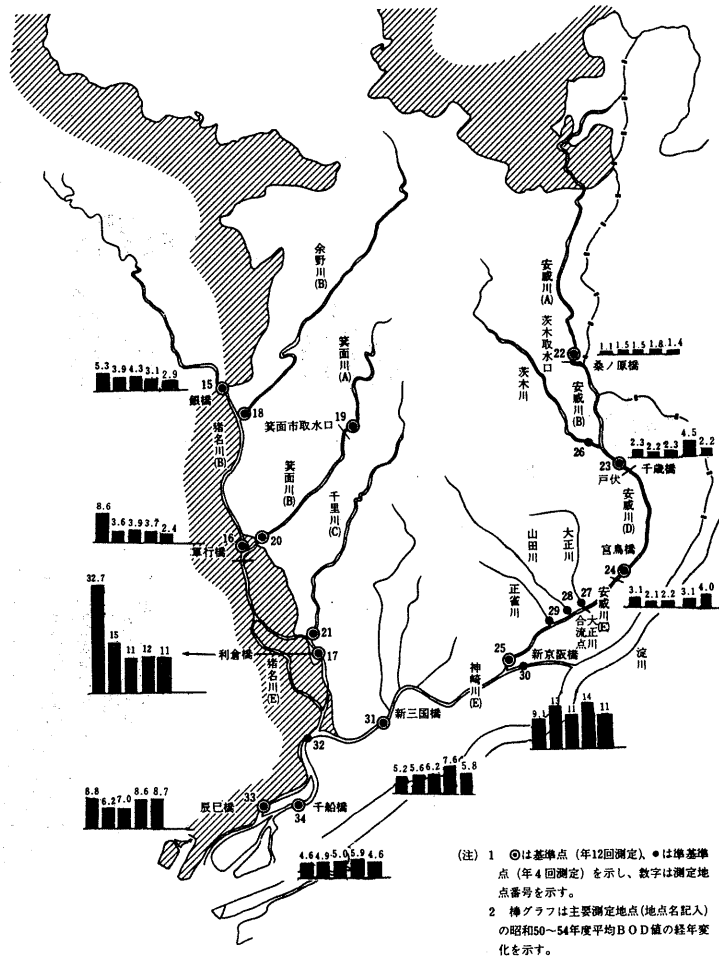 余野川(B)
安威川(A)
箕面川(A)
茨木取水口
22
1.1 1.5 1.5 1.8 1.4
桑ノ原橋
5.3 3.9 4.3 3.1 2.9
15
銀橋
18
茨木川
安威川(B)
箕面市取水口
19
猪名川(B)
26
2.3 2.2 2.3 4.5 2.2
23
千歳橋
戸伏
箕面川(B)
千里川(C)
安威川(D)
8.6 3.6 3.9 3.7 2.4
16
20
軍行橋
大正川
山田川
宮鳥橋
24
正雀川
28
27
29
安威川(E)
3.1 2.1 2.2 3.1 4.0
32.7 15 11 12 11
21
大正川合流点
利倉橋
17
25
新京阪橋
30
淀川
猪名川(E)
神崎川(E)
31
新三国橋
9.1 13 11 14 11
32
5.2 5.6 6.2 7.6 5.8
8.8 6.2 7.0 8.6 8.7
辰巳橋
33
千船橋
34
4.6 4.9 5.0 5.9 4.6
(注) 1 ◎は基準点(年12回測定)、●は準基準
点(年4回測定)を示し、数字は測定地
点番号を示す。
2 棒グラフは主要測定地点(地点名記入)
の昭和50~54年度平均BOD値の経年変
化を示す。